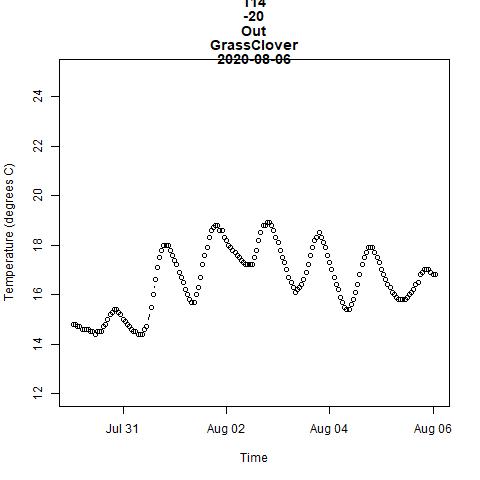 114
-20
Out
GrassClover
2020-08-06
24
22
20
18
16
14
12
Temperature (degrees C)
Jul 31
Aug 02
Aug 04
Aug 06
Time